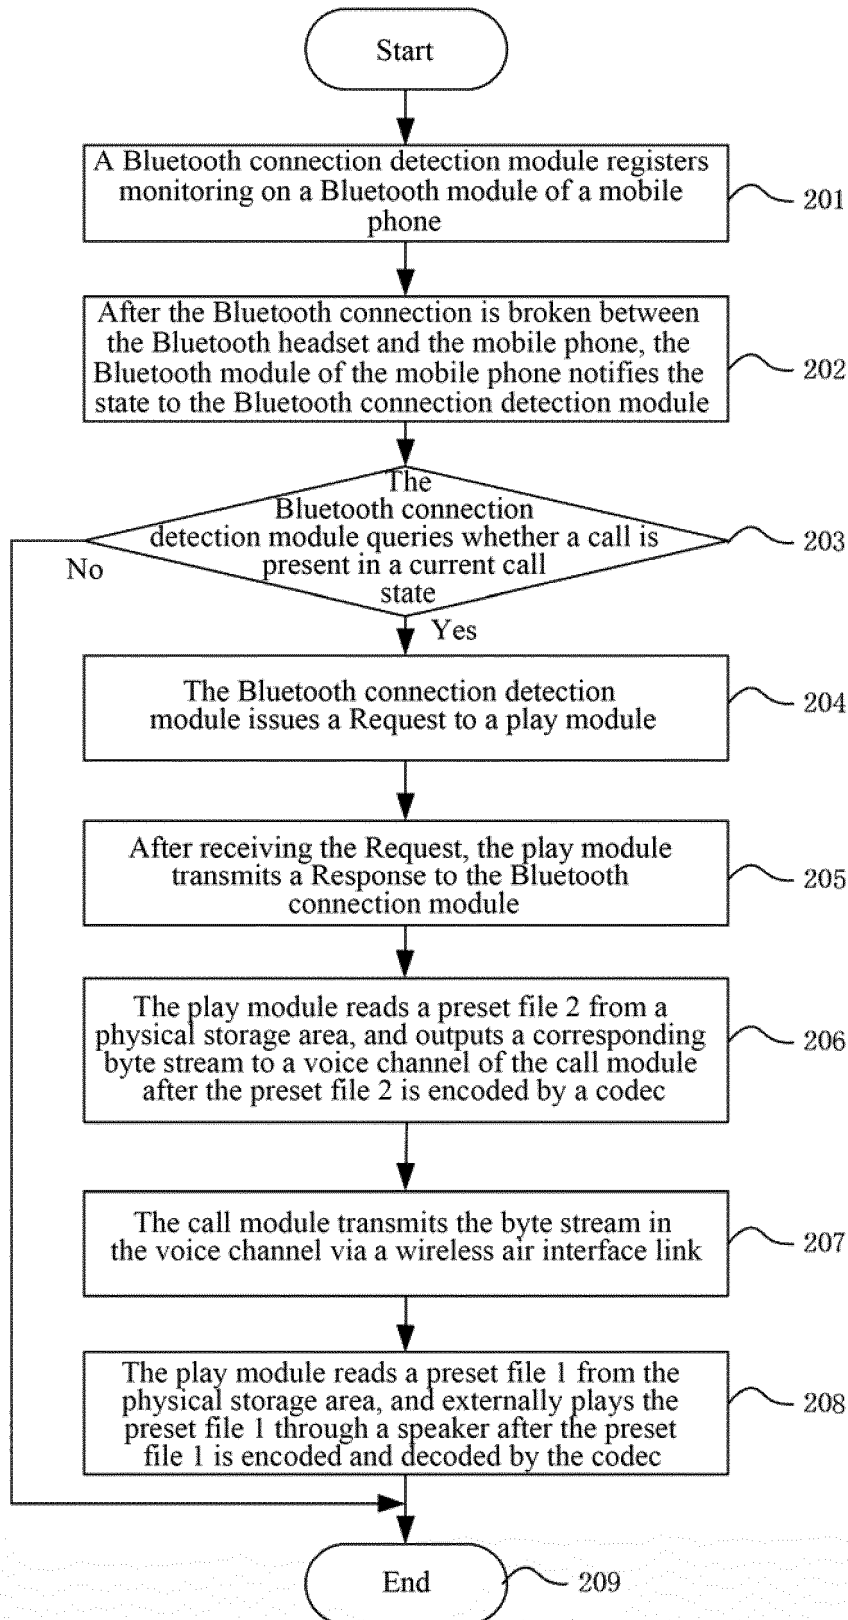 Start
A Bluetooth connection detection module registers
monitoring on a Bluetooth module of a mobile
phone
201
After the Bluetooth connection is broken between
the Bluetooth headset and the mobile phone, the
Bluetooth module of the mobile phone notifies the
state to the Bluetooth connection detection module
202
The
Bluetooth connection
detection module queries whether a call is
present in a current call
state
203
No
Yes
The Bluetooth connection detection
module issues a Request to a play module
204
After receiving the Request, the play module
transmits a Response to the Bluetooth
connection module
205
The play module reads a preset file 2 from a
physical storage area, and outputs a corresponding
byte stream to a voice channel of the call module
after the preset file 2 is encoded by a codec
206
The call module transmits the byte stream in
the voice channel via a wireless air interface link
207
The play module reads a preset file 1 from the
physical storage area, and externally plays the
preset file 1 through a speaker after the preset
file 1 is encoded and decoded by the codec
208
End
209